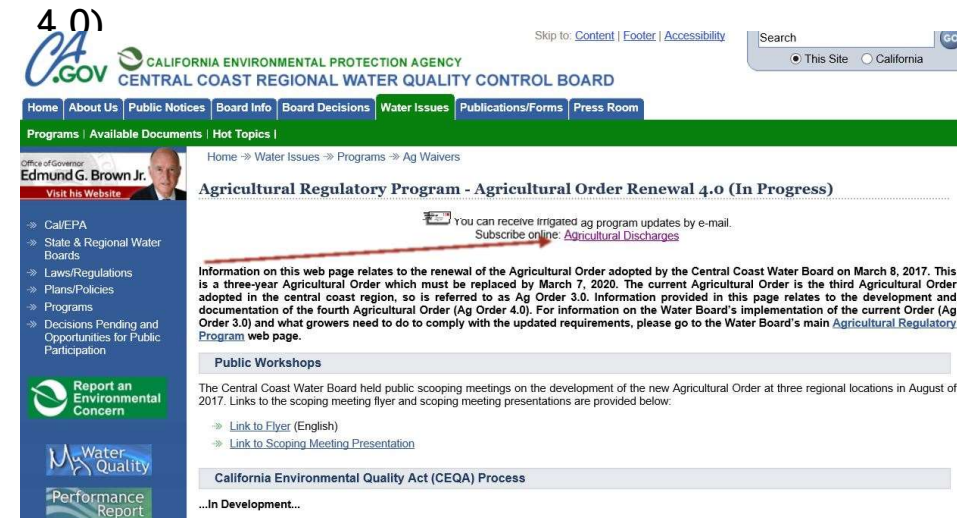 4.0)
CA.GOV
Skip to: Content | Footer | Accessibility
Search
GO
This Site California
CALIFORNIA ENVIRONMENTAL PROTECTION AGENCY
CENTRAL COAST REGIONAL WATER QUALITY CONTROL BOARD
Home About Us Public Notices Board Info Board Decisions Water Issues Publications/Forms Press Room
Programs | Available Documents | Hot Topics |
Office of Governor
Edmund G. Brown Jr.
Visit his Website
Cal/EPA
State & Regional Water
Boards
Laws/Regulations
Plans/Policies
Programs
Decisions Pending and
Opportunities for Public
Participation
Report an
Environmental
Concern
My Water
Quality
Performance
Report
Home -» Water Issues -» Programs -» Ag Waivers
Agricultural Regulatory Program - Agricultural Order Renewal 4.0 (In Progress)
You can receive irrigated ag program updates by e-mail.
Subscribe online: Agricultural Discharges
Information on this web page relates to the renewal of the Agricultural Order adopted by the Central Coast Water Board on March 8, 2017. This
is a three-year Agricultural Order which must be replaced by March 7, 2020. The current Agricultural Order is the third Agricultural Order
adopted in the central coast region, so is referred to as Ag Order 3.0. Information provided in this page relates to the development and
documentation of the fourth Agricultural Order (Ag Order 4.0). For information on the Water Board's implementation of the current Order (Ag
Order 3.0) and what growers need to do to comply with the updated requirements, please go to the Water Board's main Agricultural Regulatory
Program web page.
Public Workshops
The Central Coast Water Board held public scooping meetings on the development of the new Agricultural Order at three regional locations in August of
2017. Links to the scoping meeting flyer and scoping meeting presentations are provided below:
-» Link to Flyer (English)
-» Link to Scoping Meeting Presentation
California Environmental Quality Act (CEQA) Process
...In Development...